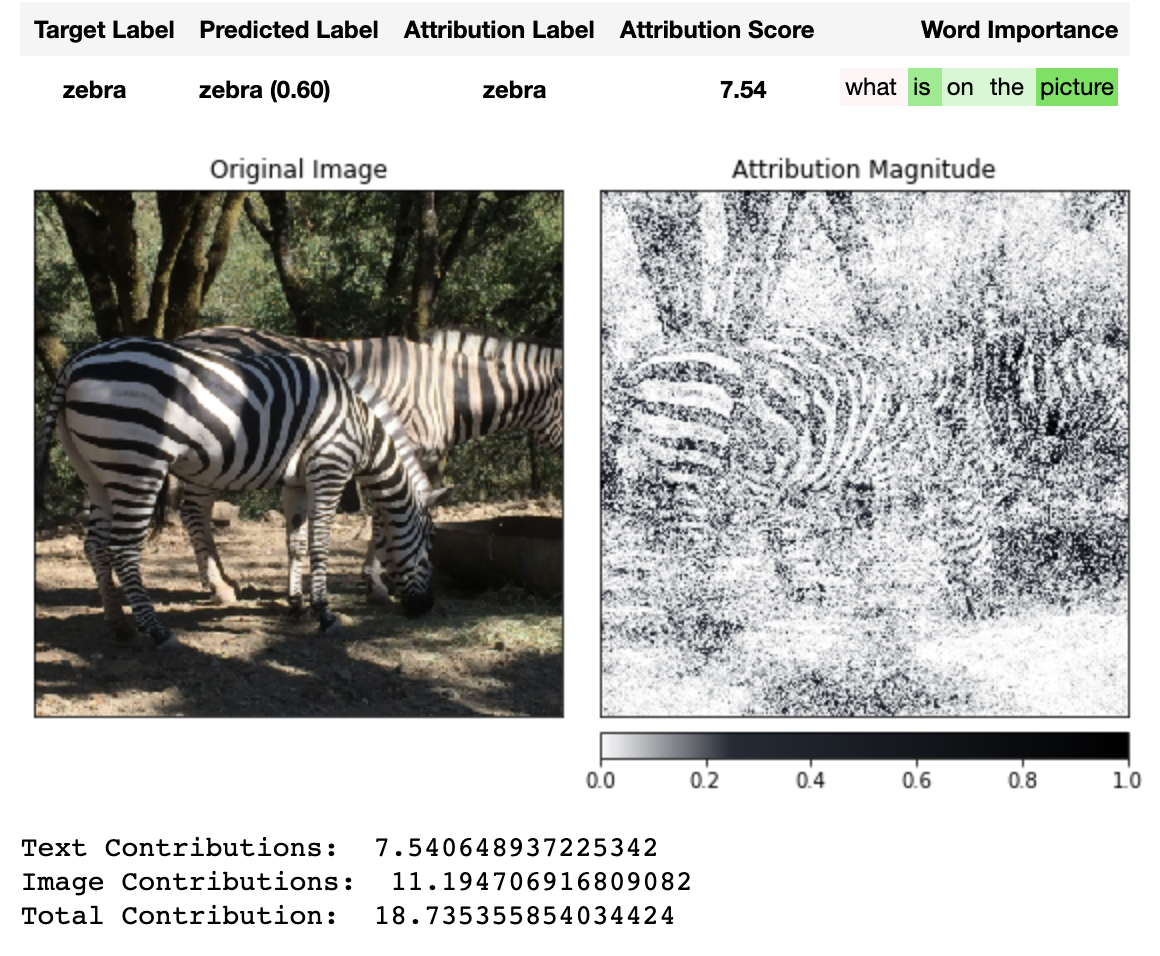 Target Label Predicted Label Attribution Label Attribution Score Word Importance
zebra zebra (0.60) zebra 7.54 what is on the picture
Original Image Attribution Magnitude
0.0 0.2 0.4 0.6 0.8 1.0
Text Contributions: 7.540648937225342
Image Contributions: 11.194706916809082
Total Contribution: 18.735355854034424